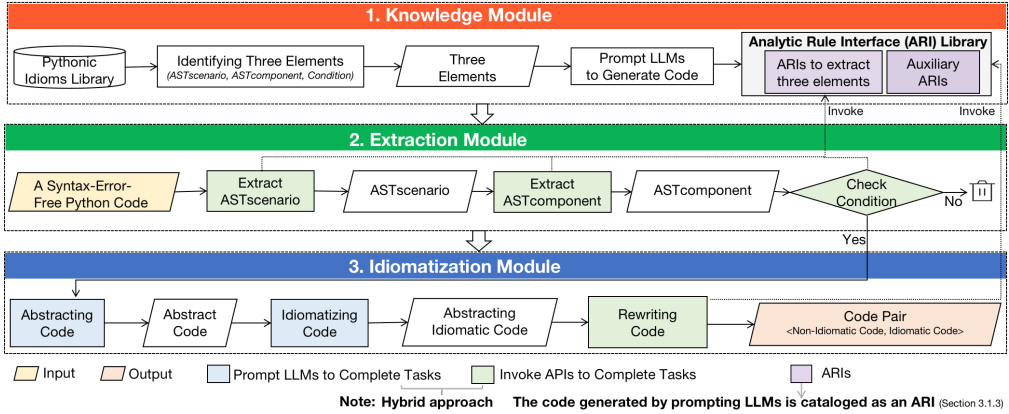 1. Knowledge Module
Pythonic
Idioms Library
Identifying Three Elements
(ASTscenario, ASTcomponent, Condition)
Three
Elements
Prompt LLMs
to Generate Code
Analytic Rule Interface (ARI) Library
ARIs to extract
three elements
Auxiliary
ARIs
Invoke
Invoke
2. Extraction Module
A Syntax-Error-
Free Python Code
Extract
ASTscenario
ASTscenario
Extract
ASTcomponent
ASTcomponent
Check
Condition
No
Yes
3. Idiomatization Module
Abstracting
Code
Abstract
Code
Idiomatizing
Code
Abstracting
Idiomatic Code
Rewriting
Code
Code Pair
<Non-Idiomatic Code, Idiomatic Code>
Input
Output
Prompt LLMs to Complete Tasks
Invoke APIs to Complete Tasks
ARIs
Note: Hybrid approach
The code generated by prompting LLMs is cataloged as an ARI (Section 3.1.3)